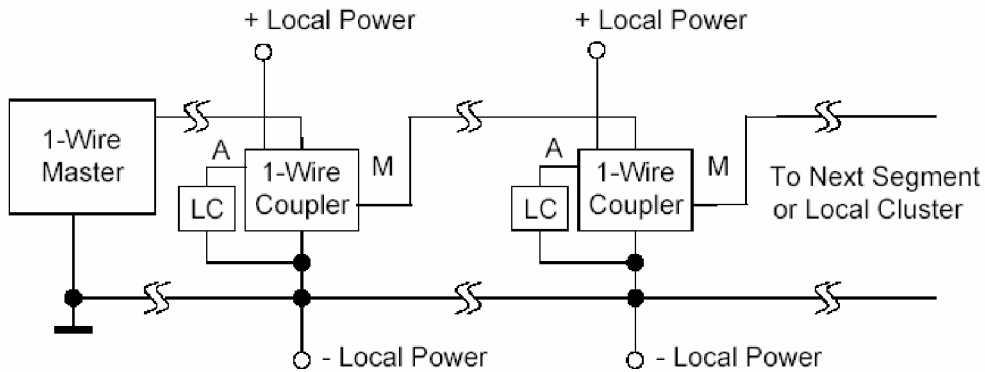 + Local Power
+ Local Power
1-Wire
Master
A
1-Wire
Coupler
M
LC
A
1-Wire
Coupler
M
LC
To Next Segment
or Local Cluster
- Local Power
- Local Power